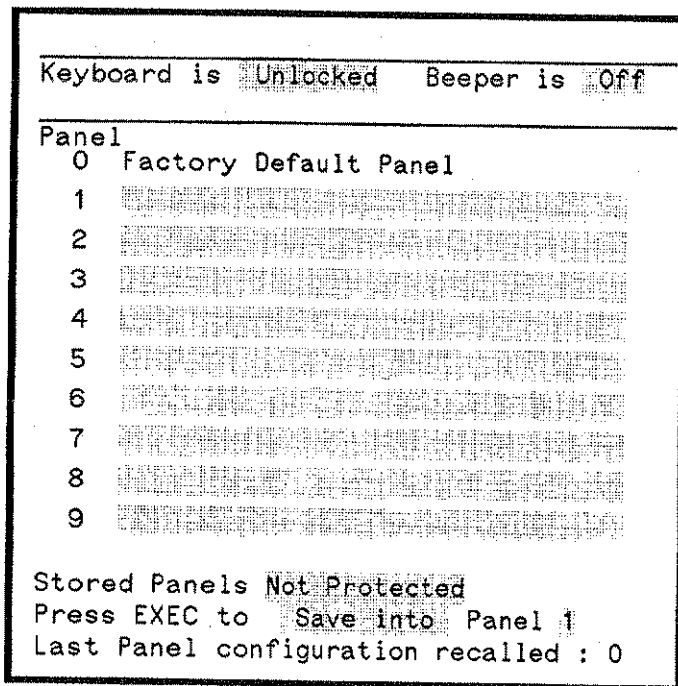 Keyboard is Unlocked Beeper is Off
Panel
0 Factory Default Panel
1
2
3
4
5
6
7
8
9
Stored Panels Not Protected
Press EXEC to Save into Panel 1
Last Panel configuration recalled : 0